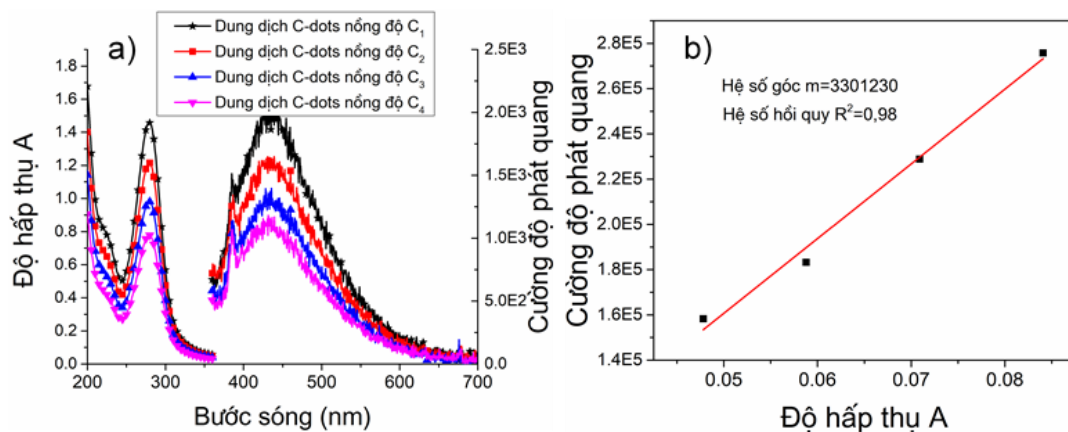 a)
Dung dịch C-dots nồng độ C₁
Dung dịch C-dots nồng độ C₂
Dung dịch C-dots nồng độ C₃
Dung dịch C-dots nồng độ C₄
Độ hấp thụ A
1.8
1.6
1.4
1.2
1.0
0.8
0.6
0.4
0.2
0.0
200
300
400
500
600
700
Bước sóng (nm)
2.5E3
2.0E3
1.5E3
1.0E3
5.0E2
0.0
Cường độ phát quang
b)
Hệ số góc m=3301230
Hệ số hồi quy R²=0,98
Cường độ phát quang
2.8E5
2.6E5
2.4E5
2.2E5
2.0E5
1.8E5
1.6E5
1.4E5
0.05
0.06
0.07
0.08
Độ hấp thụ A